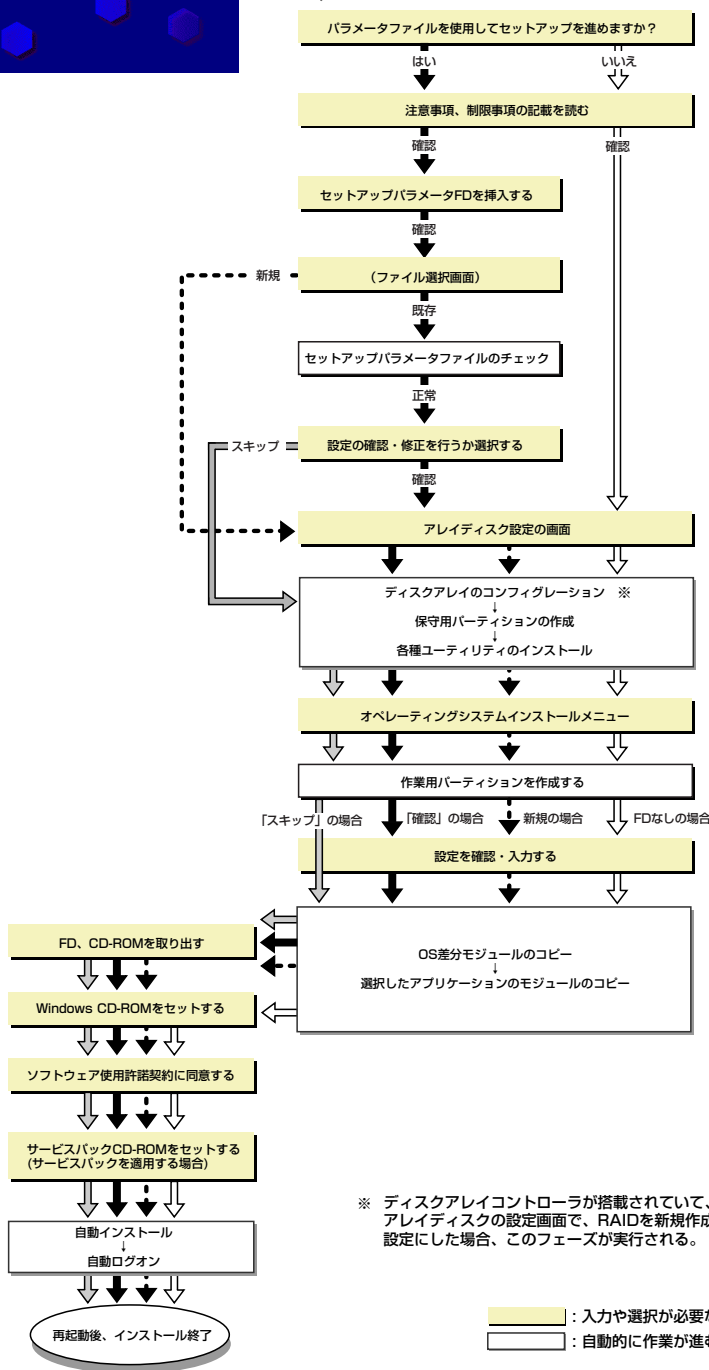 パラメータファイルを使用してセットアップを進めますか？
はい
いいえ
注意事項、制限事項の記載を読む
確認
確認
セットアップパラメータFDを挿入する
確認
新規
（ファイル選択画面）
既存
セットアップパラメータファイルのチェック
正常
スキップ
設定の確認・修正を行うか選択する
確認
アレイディスク設定の画面
ディスクアレイのコンフィグレーション　※
↓
保守用パーティションの作成
↓
各種ユーティリティのインストール
オペレーティングシステムインストールメニュー
作業用パーティションを作成する
「スキップ」の場合
「確認」の場合
新規の場合
FDなしの場合
設定を確認・入力する
FD、CD-ROMを取り出す
OS差分モジュールのコピー
↓
選択したアプリケーションのモジュールのコピー
Windows CD-ROMをセットする
ソフトウェア使用許諾契約に同意する
サービスパックCD-ROMをセットする
(サービスパックを適用する場合)
自動インストール
↓
自動ログオン
再起動後、インストール終了
※　ディスクアレイコントローラが搭載されていて、
アレイディスクの設定画面で、RAIDを新規作成
設定にした場合、このフェーズが実行される。
：入力や選択が必要な
：自動的に作業が進む